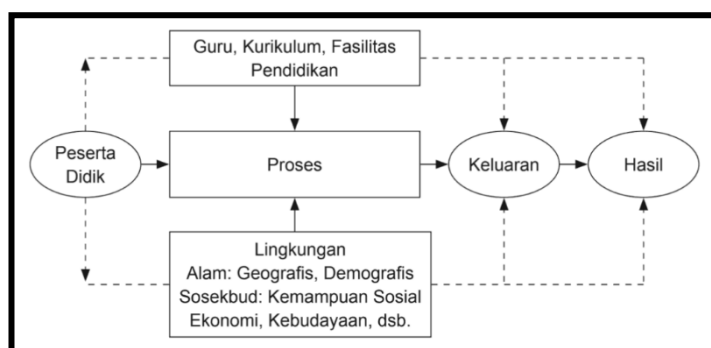 Guru, Kurikulum, Fasilitas
Pendidikan
Peserta
Didik
Proses
Keluaran
Hasil
Lingkungan
Alam: Geografis, Demografis
Sosekbud: Kemampuan Sosial
Ekonomi, Kebudayaan, dsb.